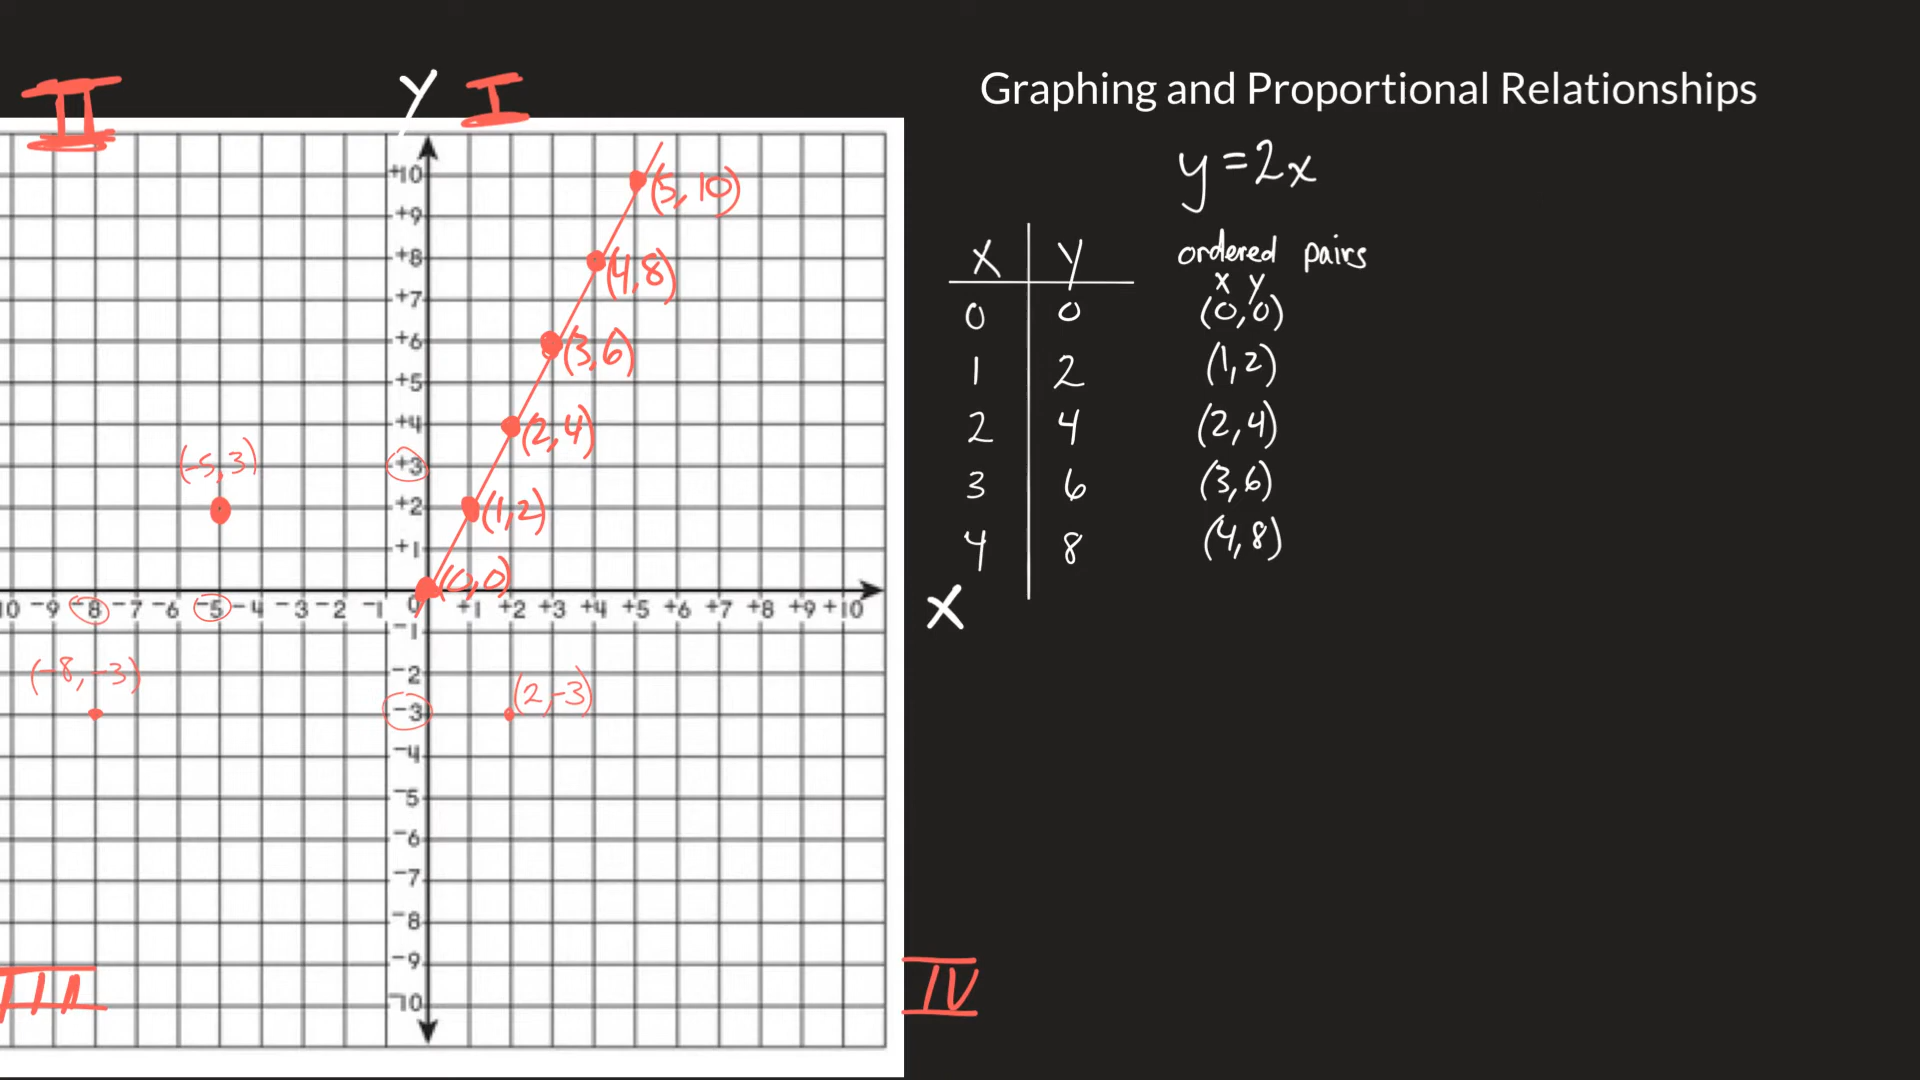 II
Y I
Graphing and Proportional Relationships
y=2x
X Y ordered pairs
x y
0 0 (0,0)
1 2 (1,2)
2 4 (2,4)
3 6 (3,6)
4 8 (4,8)
+10 (5,10)
+9
+8 (4,8)
+7
+6 (3,6)
+5
+4 (2,4)
(-5,3) +3
+2 (1,2)
+1
(0,0)
10 -9 -8 -7 -6 -5 -4 -3 -2 -1 0 +1 +2 +3 +4 +5 +6 +7 +8 +9 +10 X
-1
(-8,-3) -2 (2,-3)
-3
-4
-5
-6
-7
-8
-9
III IV
-10